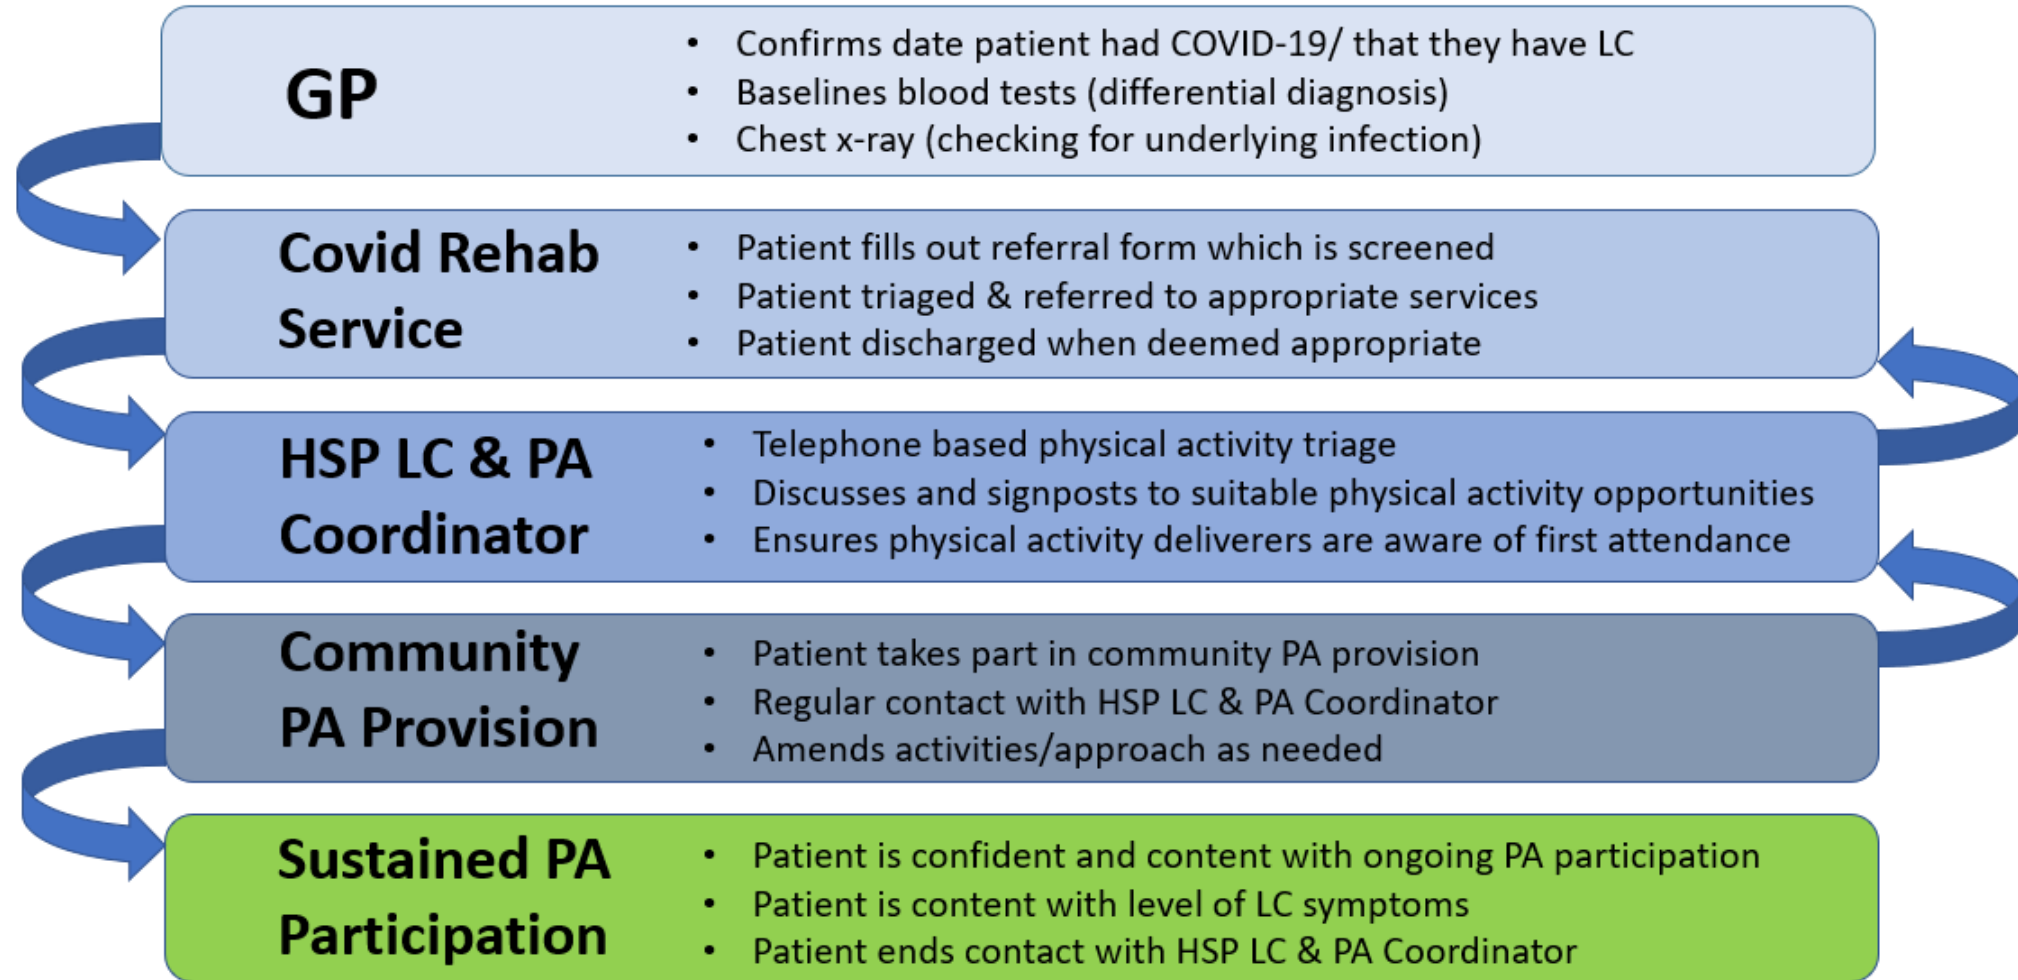 GP
• Confirms date patient had COVID-19/ that they have LC
• Baselines blood tests (differential diagnosis)
• Chest x-ray (checking for underlying infection)
Covid Rehab
Service
• Patient fills out referral form which is screened
• Patient triaged & referred to appropriate services
• Patient discharged when deemed appropriate
HSP LC & PA
Coordinator
• Telephone based physical activity triage
• Discusses and signposts to suitable physical activity opportunities
• Ensures physical activity deliverers are aware of first attendance
Community
PA Provision
• Patient takes part in community PA provision
• Regular contact with HSP LC & PA Coordinator
• Amends activities/approach as needed
Sustained PA
Participation
• Patient is confident and content with ongoing PA participation
• Patient is content with level of LC symptoms
• Patient ends contact with HSP LC & PA Coordinator